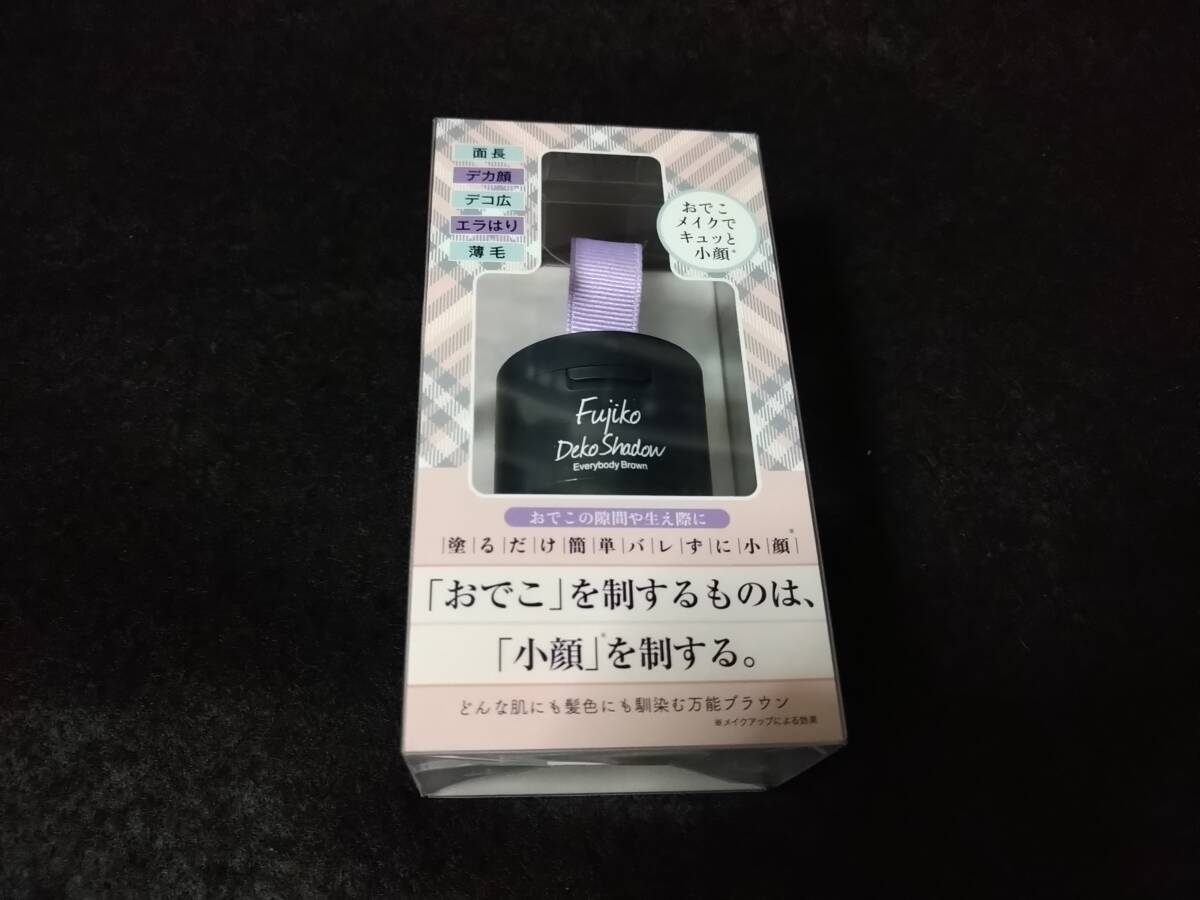 面長
デカ顔
デコ広
エラはり
薄毛
おでこ
メイクで
キュッと
小顔※
Fujiko
Deko Shadow
Everybody Brown
おでこの隙間や生え際に
塗るだけ簡単バレずに小顔※
「おでこ」を制するものは、
「小顔」※を制する。
どんな肌にも髪色にも馴染む万能ブラウン
※メイクアップによる効果